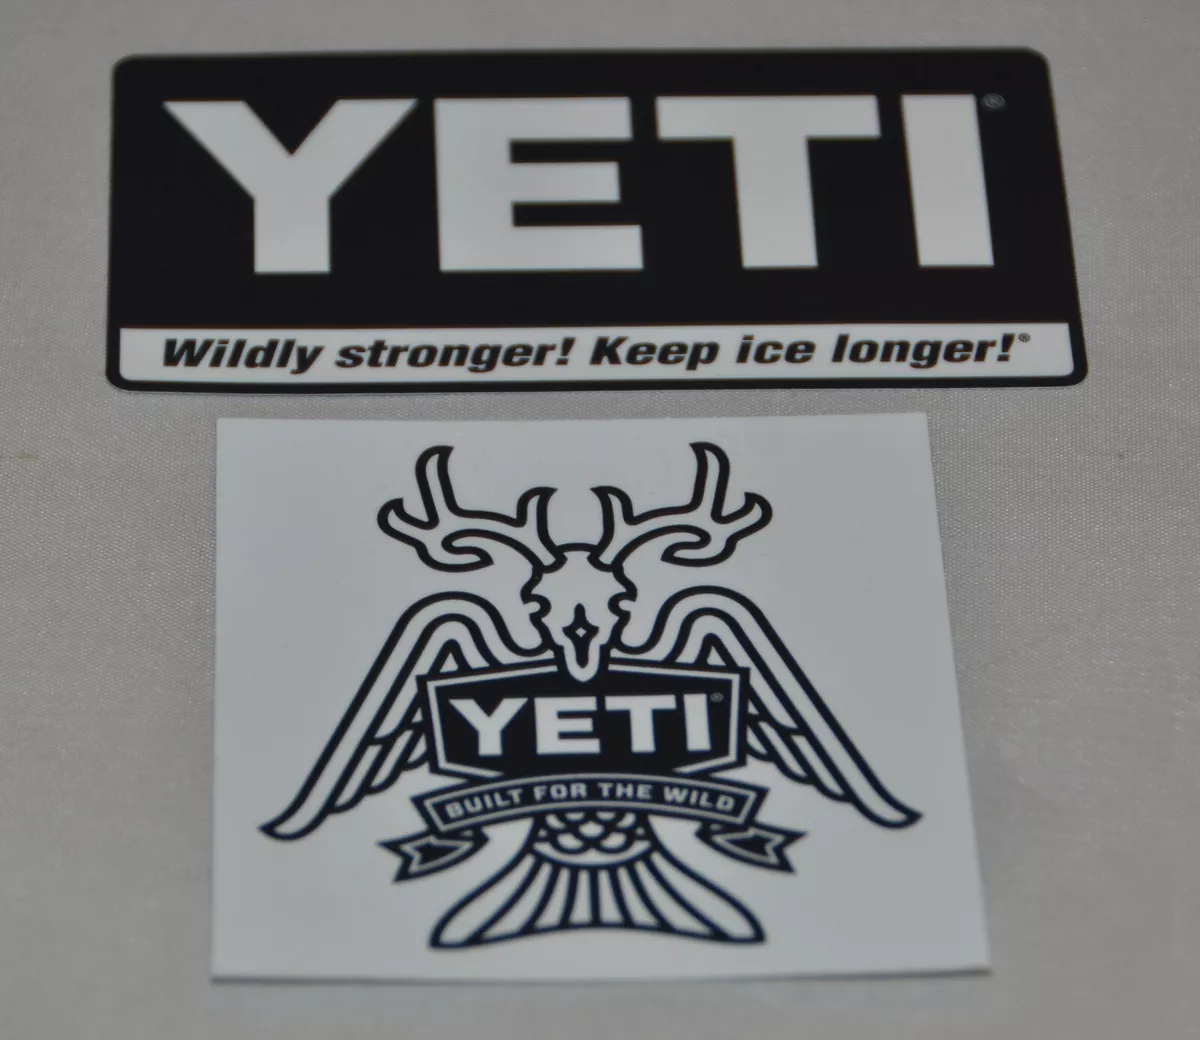 YETI®
Wildly stronger! Keep ice longer!®
YETI®
BUILT FOR THE WILD